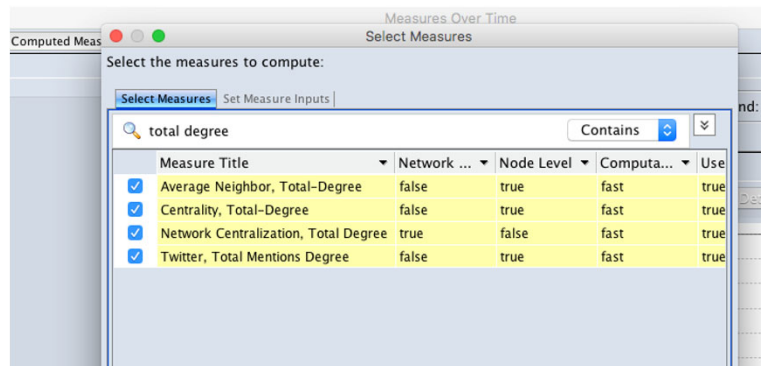 Measures Over Time
Computed Meas
Select Measures
Select the measures to compute:
nd:
Select Measures Set Measure Inputs
total degree Contains
Measure Title Network ... Node Level Computa... Use
Average Neighbor, Total-Degree false true fast true
Centrality, Total-Degree false true fast true
Network Centralization, Total Degree true false fast true
Twitter, Total Mentions Degree false true fast true